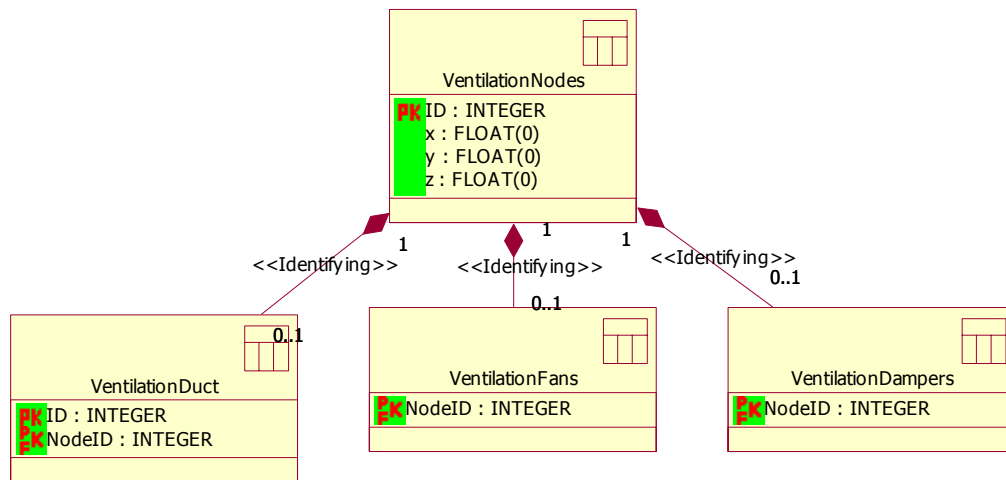 VentilationNodes
PK ID : INTEGER
x : FLOAT(0)
y : FLOAT(0)
z : FLOAT(0)
1
1
1
<<Identifying>>
<<Identifying>>
<<Identifying>>
0..1
0..1
0..1
VentilationDuct
PK ID : INTEGER
PFK NodeID : INTEGER
VentilationFans
PFK NodeID : INTEGER
VentilationDampers
PFK NodeID : INTEGER